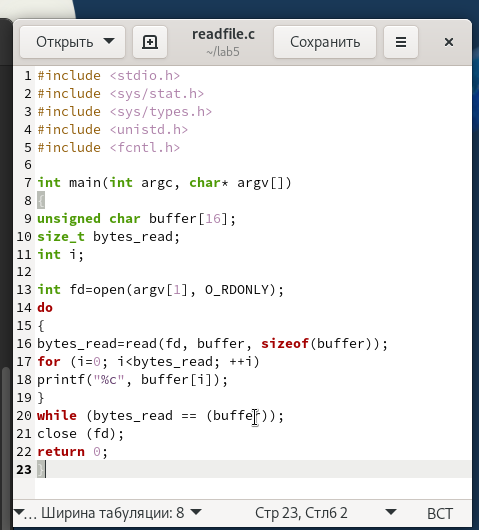 Открыть
readfile.c
~/lab5
Сохранить
1 #include <stdio.h>
2 #include <sys/stat.h>
3 #include <sys/types.h>
4 #include <unistd.h>
5 #include <fcntl.h>
6
7 int main(int argc, char* argv[])
8 {
9 unsigned char buffer[16];
10 size_t bytes_read;
11 int i;
12
13 int fd=open(argv[1], O_RDONLY);
14 do
15 {
16 bytes_read=read(fd, buffer, sizeof(buffer));
17 for (i=0; i<bytes_read; ++i)
18 printf("%c", buffer[i]);
19 }
20 while (bytes_read == (buffer));
21 close (fd);
22 return 0;
23 }
... Ширина табуляции: 8 Стр 23, Стлб 2 ВСТ